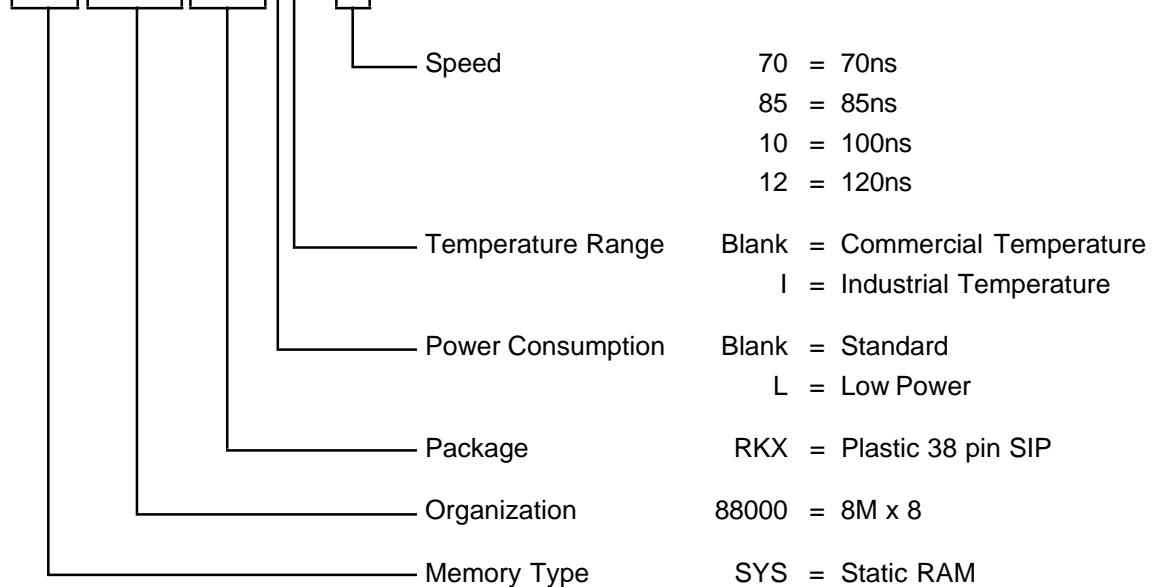 Speed 70 = 70ns
85 = 85ns
10 = 100ns
12 = 120ns
Temperature Range Blank = Commercial Temperature
I = Industrial Temperature
Power Consumption Blank = Standard
L = Low Power
Package RKX = Plastic 38 pin SIP
Organization 88000 = 8M x 8
Memory Type SYS = Static RAM